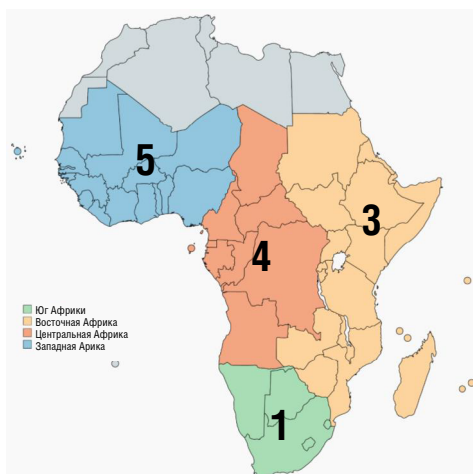 5
3
4
Юг Африки
Восточная Африка
Центральная Африка
Западная Арика
1